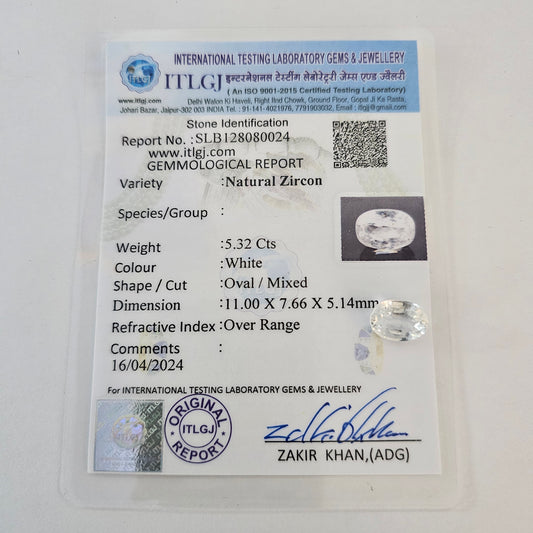 INTERNATIONAL TESTING LABORATORY GEMS & JEWELLERY
ITLGJ इन्टरनेशनल टेस्टींग लेबोरेट्री जेम्स एण्ड ज्वैलरी
( An ISO 9001-2015 Certified Testing Laboratory)
www.itlgj.com
Delhi Walon Ki Haveli, Right IInd Chowk, Ground Floor, Gopal Ji Ka Rasta,
Johari Bazar, Jaipur-302 003 INDIA Tel.: 91-141-4021976, 7791903032, Email : itlgj@gmail.com
Stone Identification
Report No. :SLB128080024
www.itlgj.com
GEMMOLOGICAL REPORT
Variety :Natural Zircon
Species/Group :
Weight :5.32 Cts
Colour :White
Shape / Cut :Oval / Mixed
Dimension :11.00 X 7.66 X 5.14mm
Refractive Index :Over Range
Comments :
16/04/2024
For INTERNATIONAL TESTING LABORATORY GEMS & JEWELLERY
ITLGJ
ORIGINAL
ITLGJ
REPORT
ZAKIR KHAN,(ADG)